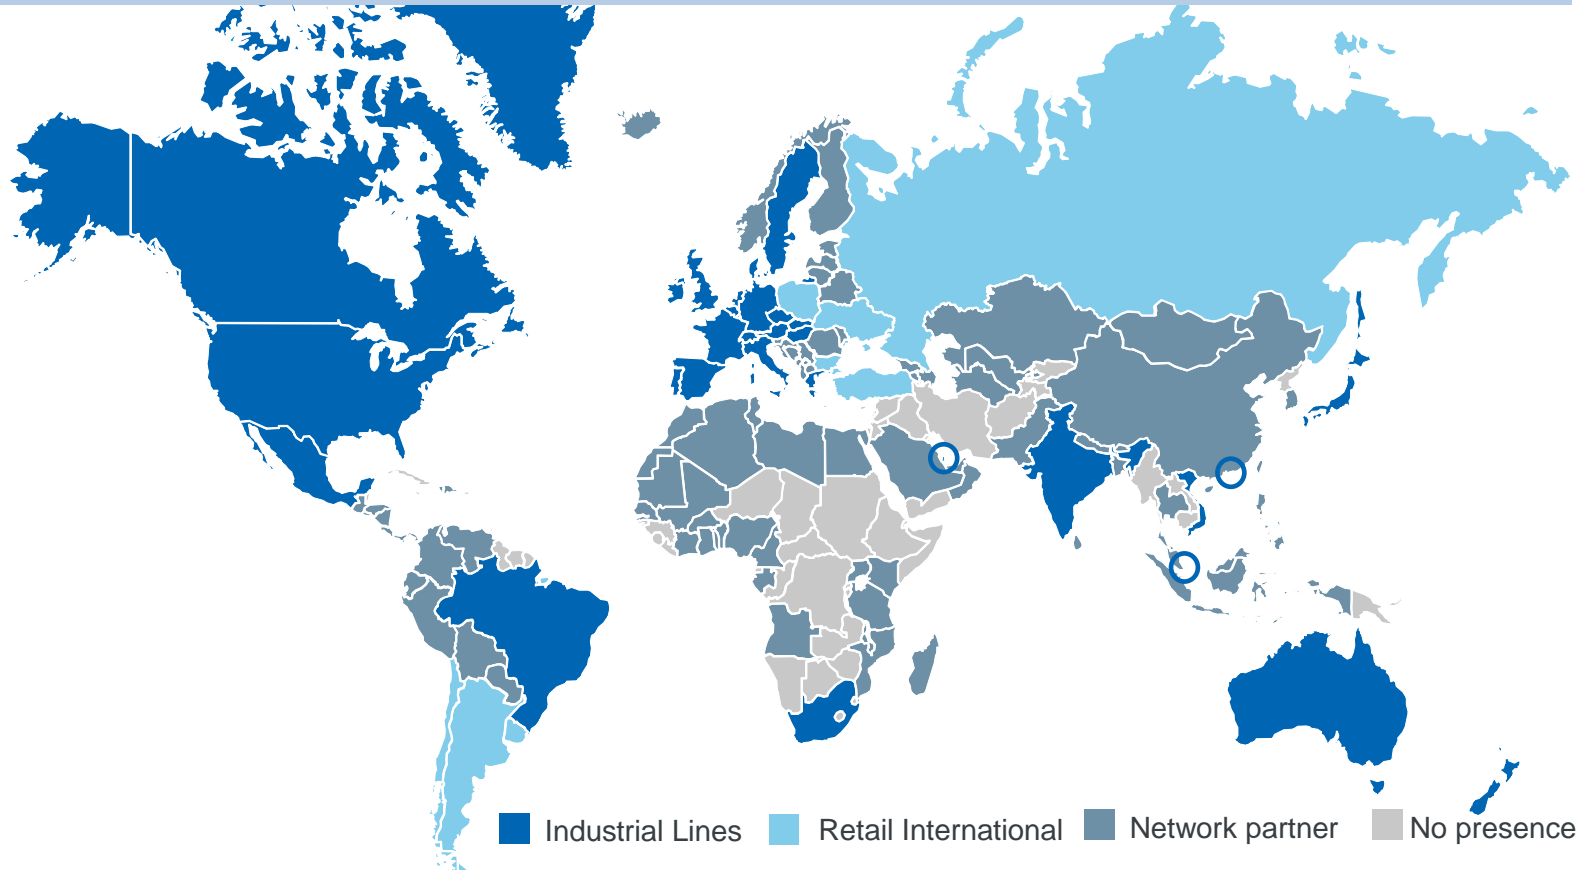 Industrial Lines
Retail International
Network partner
No presence